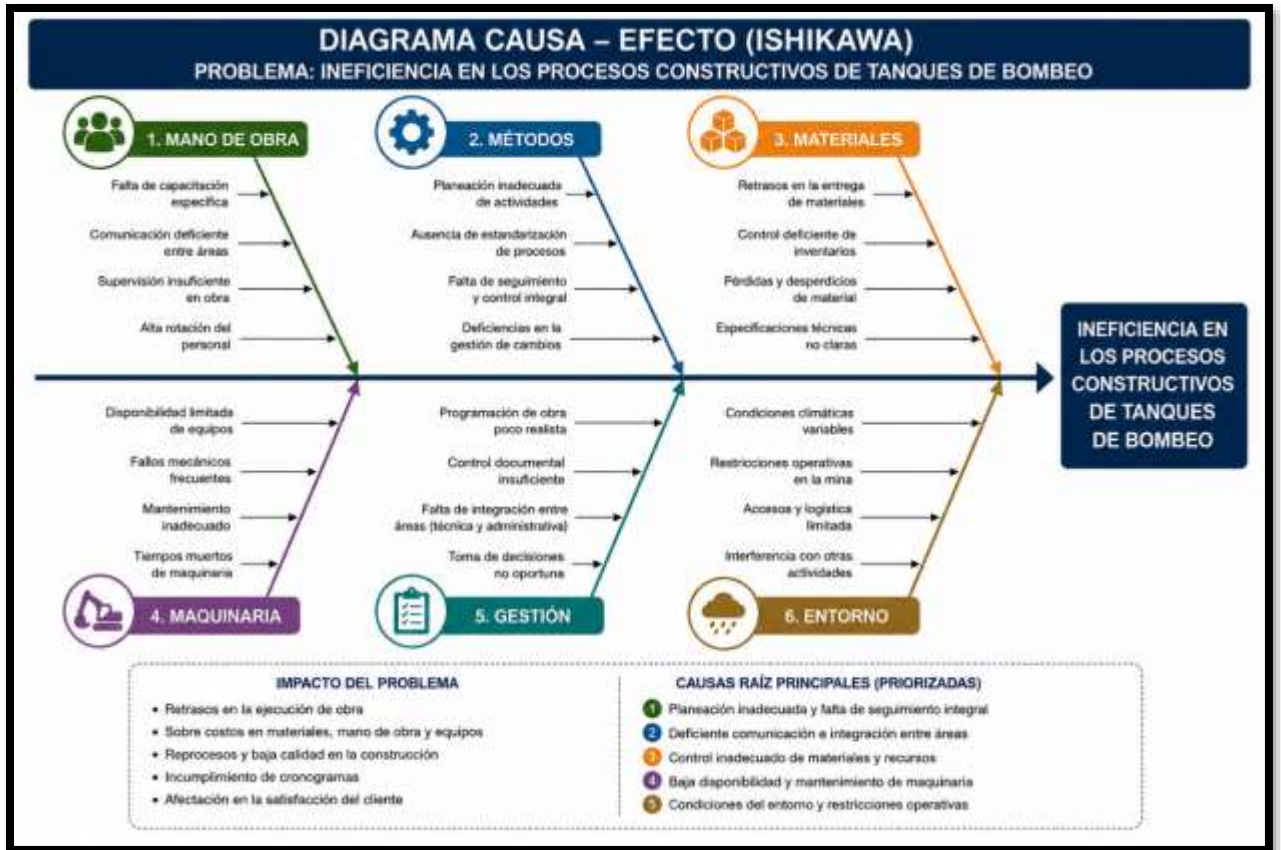 DIAGRAMA CAUSA – EFECTO (ISHIKAWA)
PROBLEMA: INEFICIENCIA EN LOS PROCESOS CONSTRUCTIVOS DE TANQUES DE BOMBEO
1. MANO DE OBRA
Falta de capacitación
específica
Comunicación deficiente
entre áreas
Supervisión insuficiente
en obra
Alta rotación del
personal
2. MÉTODOS
Planeación inadecuada
de actividades
Ausencia de estandarización
de procesos
Falta de seguimiento
y control integral
Deficiencias en la
gestión de cambios
3. MATERIALES
Retrasos en la entrega
de materiales
Control deficiente de
inventarios
Pérdidas y desperdicios
de material
Especificaciones técnicas
no claras
INEFICIENCIA EN
LOS PROCESOS
CONSTRUCTIVOS
DE TANQUES
DE BOMBEO
Disponibilidad limitada
de equipos
Fallos mecánicos
frecuentes
Mantenimiento
inadecuado
Tiempos muertos
de maquinaria
4. MAQUINARIA
Programación de obra
poco realista
Control documental
insuficiente
Falta de integración entre
áreas (técnica y administrativa)
Toma de decisiones
no oportuna
5. GESTIÓN
Condiciones climáticas
variables
Restricciones operativas
en la mina
Accesos y logística
limitada
Interferencia con otras
actividades
6. ENTORNO
IMPACTO DEL PROBLEMA
• Retrasos en la ejecución de obra
• Sobre costos en materiales, mano de obra y equipos
• Reprocesos y baja calidad en la construcción
• Incumplimiento de cronogramas
• Afectación en la satisfacción del cliente
CAUSAS RAÍZ PRINCIPALES (PRIORIZADAS)
1 Planeación inadecuada y falta de seguimiento integral
2 Deficiente comunicación e integración entre áreas
3 Control inadecuado de materiales y recursos
4 Baja disponibilidad y mantenimiento de maquinaria
5 Condiciones del entorno y restricciones operativas